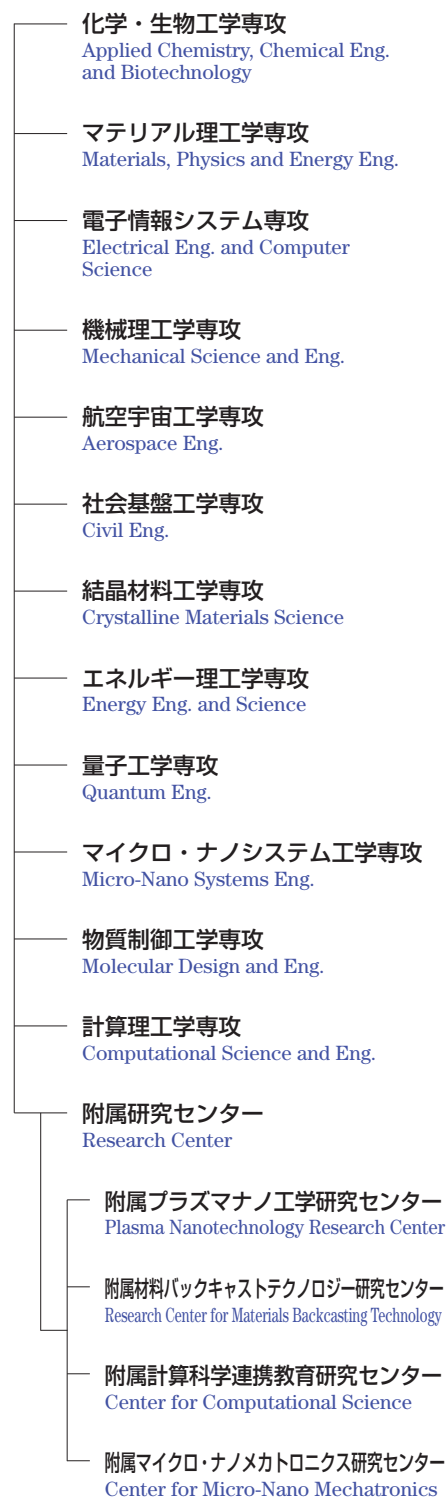 化学・生物工学専攻
Applied Chemistry, Chemical Eng.
and Biotechnology
マテリアル理工学専攻
Materials, Physics and Energy Eng.
電子情報システム専攻
Electrical Eng. and Computer
Science
機械理工学専攻
Mechanical Science and Eng.
航空宇宙工学専攻
Aerospace Eng.
社会基盤工学専攻
Civil Eng.
結晶材料工学専攻
Crystalline Materials Science
エネルギー理工学専攻
Energy Eng. and Science
量子工学専攻
Quantum Eng.
マイクロ・ナノシステム工学専攻
Micro-Nano Systems Eng.
物質制御工学専攻
Molecular Design and Eng.
計算理工学専攻
Computational Science and Eng.
附属研究センター
Research Center
附属プラズマナノ工学研究センター
Plasma Nanotechnology Research Center
附属材料バックキャストテクノロジー研究センター
Research Center for Materials Backcasting Technology
附属計算科学連携教育研究センター
Center for Computational Science
附属マイクロ・ナノメカトロニクス研究センター
Center for Micro-Nano Mechatronics